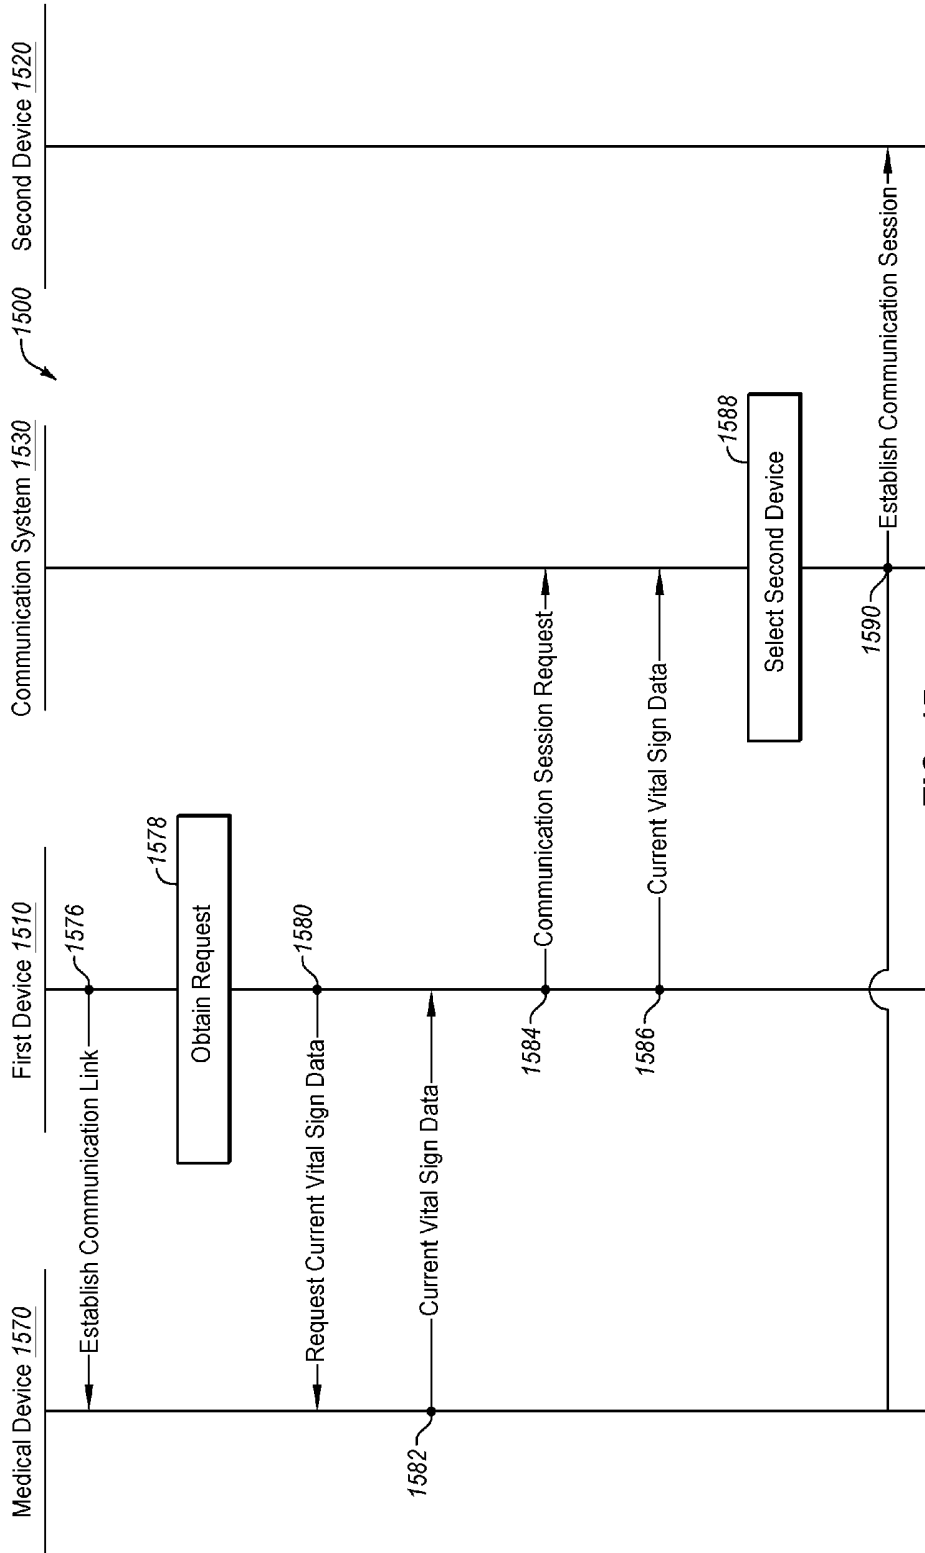 Medical Device 1570
First Device 1510
Communication System 1530
1500
Second Device 1520
Establish Communication Link
1576
1578
Obtain Request
Request Current Vital Sign Data
1580
1582
Current Vital Sign Data
1584
Communication Session Request
1586
Current Vital Sign Data
1588
Select Second Device
1590
Establish Communication Session